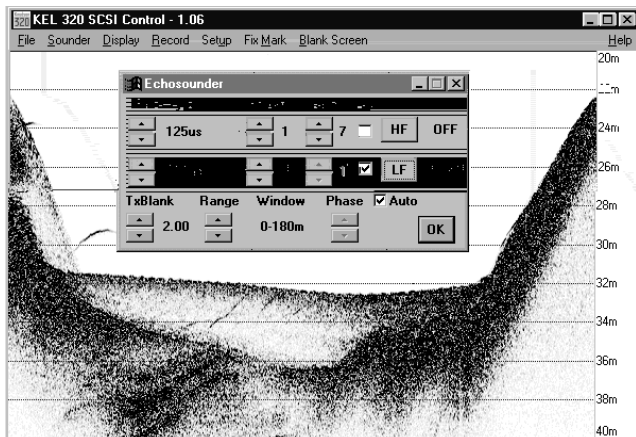 320 KEL 320 SCSI Control - 1.06
File Sounder Display Record Setup Fix Mark Blank Screen Help
20m
Echosounder
125us 1 7 HF OFF
24m
1 LF
26m
TxBlank Range Window Phase Auto
28m
2.00 0-180m OK
30m
32m
34m
36m
38m
40m